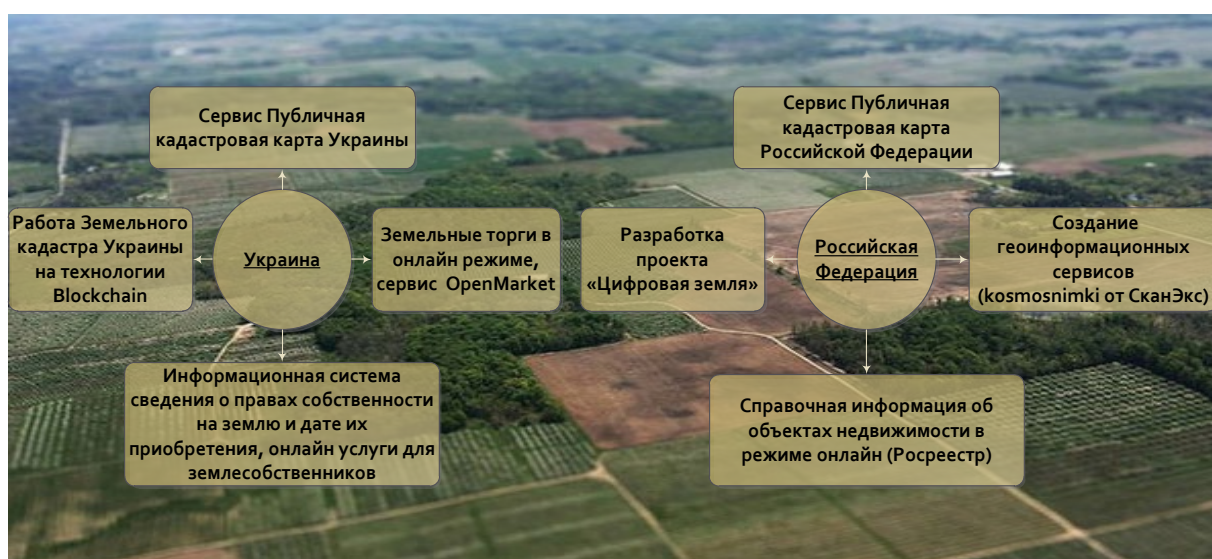 Сервис Публичная
кадастровая карта Украины
Работа Земельного
кадастра Украины
на технологии
Blockchain
Украина
Земельные торги в
онлайн режиме,
сервис OpenMarket
Информационная система
сведения о правах собственности
на землю и дате их
приобретения, онлайн услуги для
землесобственников
Сервис Публичная
кадастровая карта
Российской Федерации
Разработка
проекта
«Цифровая земля»
Российская
Федерация
Создание
геоинформационных
сервисов
(kosmosnimki от СканЭкс)
Справочная информация об
объектах недвижимости в
режиме онлайн (Росреестр)